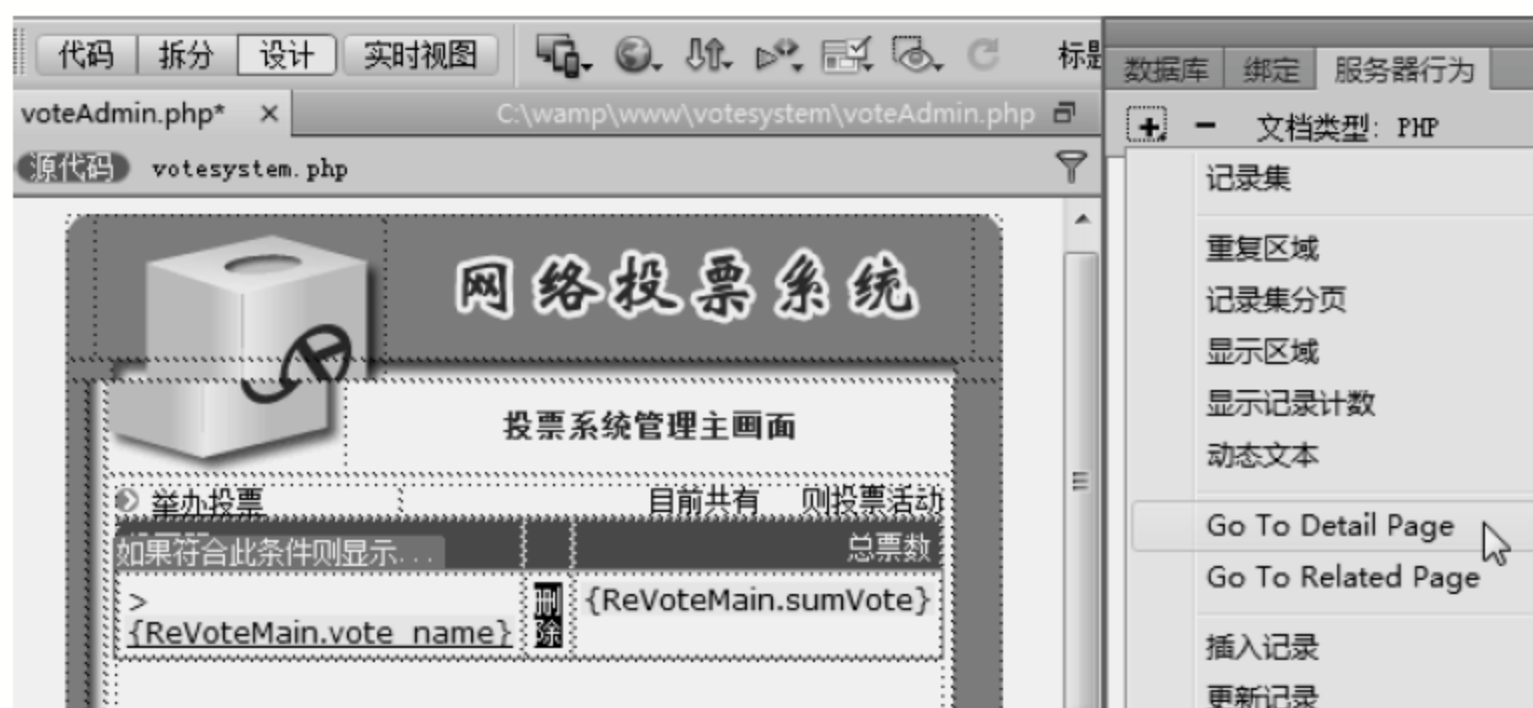 代码 拆分 设计 实时视图 标题
数据库 绑定 服务器行为
voteAdmin.php* × C:\wamp\www\votesystem\voteAdmin.php
+ - 文档类型: PHP
源代码 votesystem.php
记录集
重复区域
记录集分页
显示区域
显示记录计数
动态文本
Go To Detail Page
Go To Related Page
插入记录
更新记录
网络投票系统
投票系统管理主画面
举办投票 目前共有 则投票活动
如果符合此条件则显示... 总票数
> 删除 {ReVoteMain.sumVote}
{ReVoteMain.vote_name}